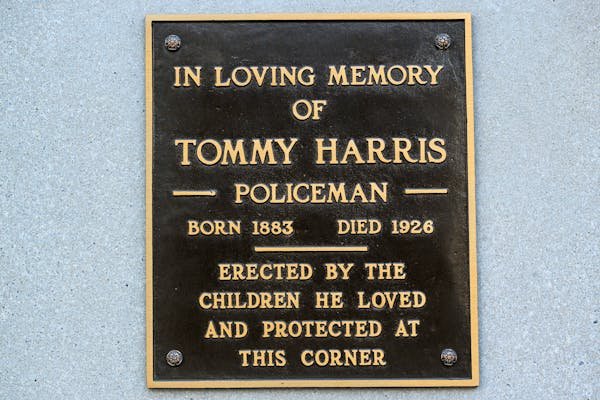 IN LOVING MEMORY
OF
TOMMY HARRIS
POLICEMAN
BORN 1883 DIED 1926
ERECTED BY THE
CHILDREN HE LOVED
AND PROTECTED AT
THIS CORNER